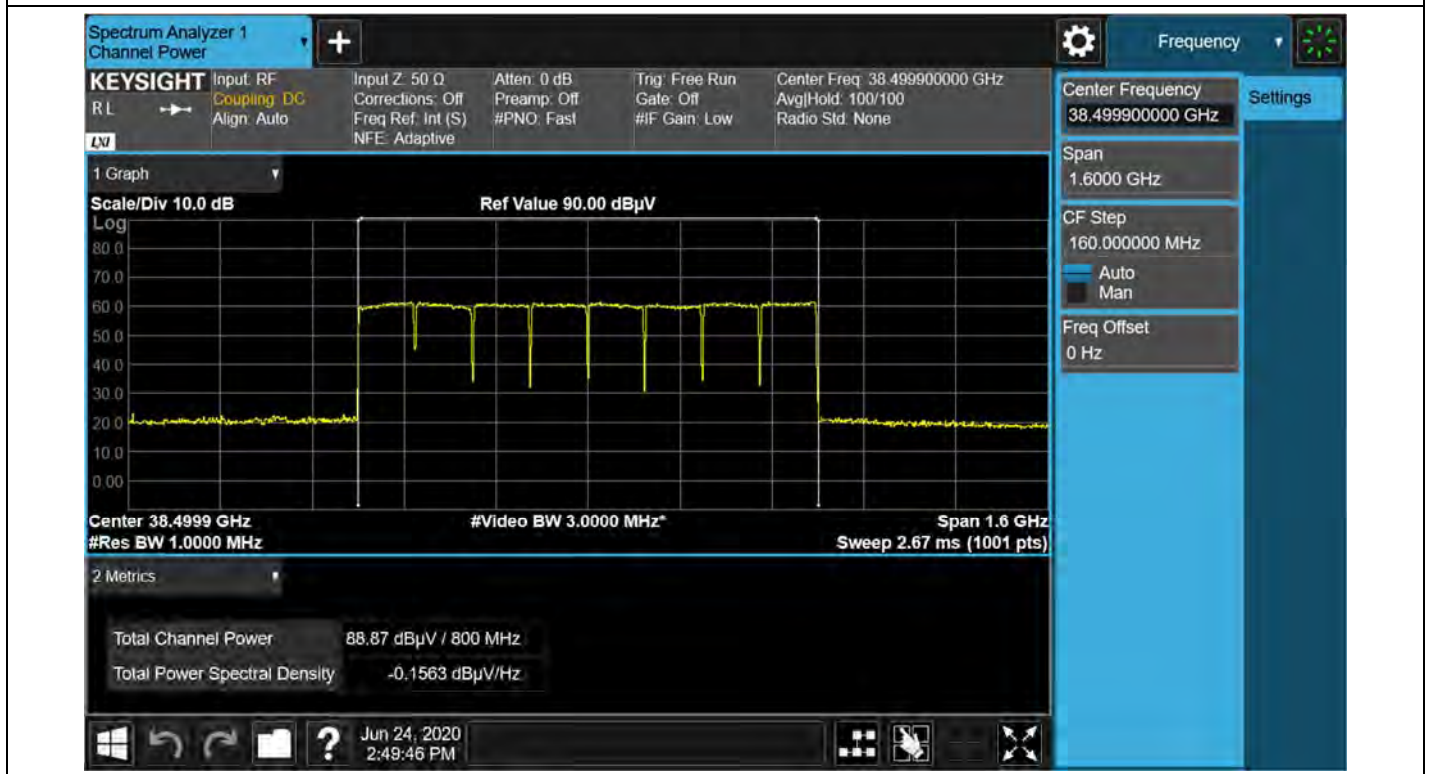 Spectrum Analyzer 1
Channel Power
+
Frequency
KEYSIGHT Input: RF Input Z: 50 Ω Atten: 0 dB Trig: Free Run Center Freq: 38.499900000 GHz
RL Coupling: DC Corrections: Off Preamp: Off Gate: Off Avg|Hold: 100/100
Align: Auto Freq Ref: Int (S) #PNO: Fast #IF Gain: Low Radio Std: None
LXI NFE: Adaptive
Center Frequency
38.499900000 GHz
Settings
Span
1.6000 GHz
CF Step
160.000000 MHz
Auto
Man
Freq Offset
0 Hz
1 Graph
Scale/Div 10.0 dB Ref Value 90.00 dBµV
Log
80.0
70.0
60.0
50.0
40.0
30.0
20.0
10.0
0.00
Center 38.4999 GHz #Video BW 3.0000 MHz* Span 1.6 GHz
#Res BW 1.0000 MHz Sweep 2.67 ms (1001 pts)
2 Metrics
Total Channel Power 88.87 dBµV / 800 MHz
Total Power Spectral Density -0.1563 dBµV/Hz
? Jun 24, 2020
2:49:46 PM